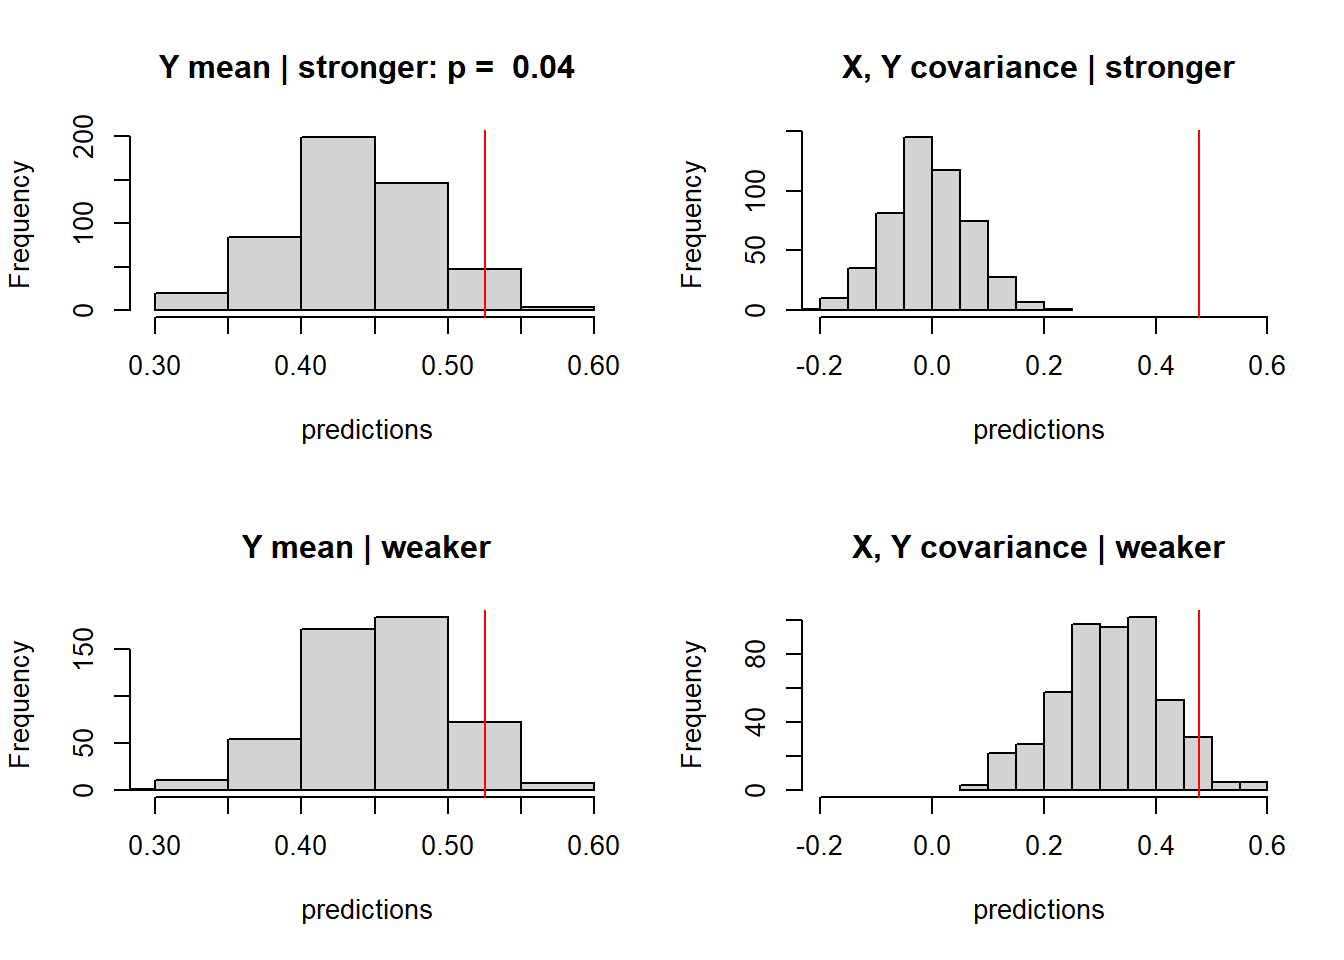 Y mean | stronger: p =  0.04
Frequency
200
100
0
0.30 0.40 0.50 0.60
predictions
X, Y covariance | stronger
Frequency
100
50
0
-0.2 0.0 0.2 0.4 0.6
predictions
Y mean | weaker
Frequency
150
50
0
0.30 0.40 0.50 0.60
predictions
X, Y covariance | weaker
Frequency
80
40
0
-0.2 0.0 0.2 0.4 0.6
predictions